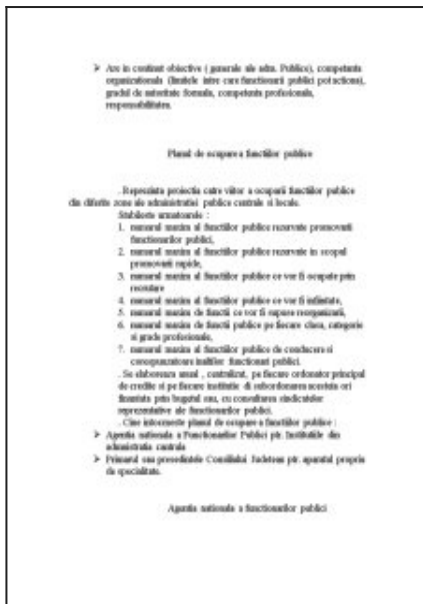 ➢ Are in continut obiective ( generale ale adm. Publice), competenta
organizationala (limitele intre care functionarii publici pot actiona),
gradul de autoritate formala, competenta profesionala,
responsabilitatea.
Planul de ocupare a functiilor publice
. Reprezinta proiectia catre viitor a ocuparii functiilor publice
din diferite zone ale administratiei publice centrale si locale.
Stabileste urmatoarele :
1. numarul maxim al functiilor publice rezervate promovarii
functionarilor publici,
2. numarul maxim al functiilor publice rezervate in scopul
promovarii rapide,
3. numarul maxim al functiilor publice ce vor fi ocupate prin
recrutare
4. numarul maxim al functiilor publice ce vor fi infiintate,
5. numarul maxim de functii ce vor fi supuse reorganizarii,
6. numarul maxim de functii publice pe fiecare clasa, categorie
si grade profesionale,
7. numarul maxim al functiilor publice de conducere si
corespunzatoare inaltilor functionari publici.
. Se elaboreaza anual , centralizat, pe fiecare ordonator principal
de credite si pe fiecare institutie di subordonarea acestuia ori
finantata prin bugetul sau, cu consultarea sindicatelor
reprezentative ale functionarilor publici.
. Cine intocmeste planul de ocupare a functiilor publice :
➢ Agentia nationala a Functionarilor Publici ptr. Institutiile din
administratia centrala
➢ Primarul sau presedintele Consiliului Judetean ptr. aparatul propriu
de specialitate.
Agentia nationala a functionarilor publici